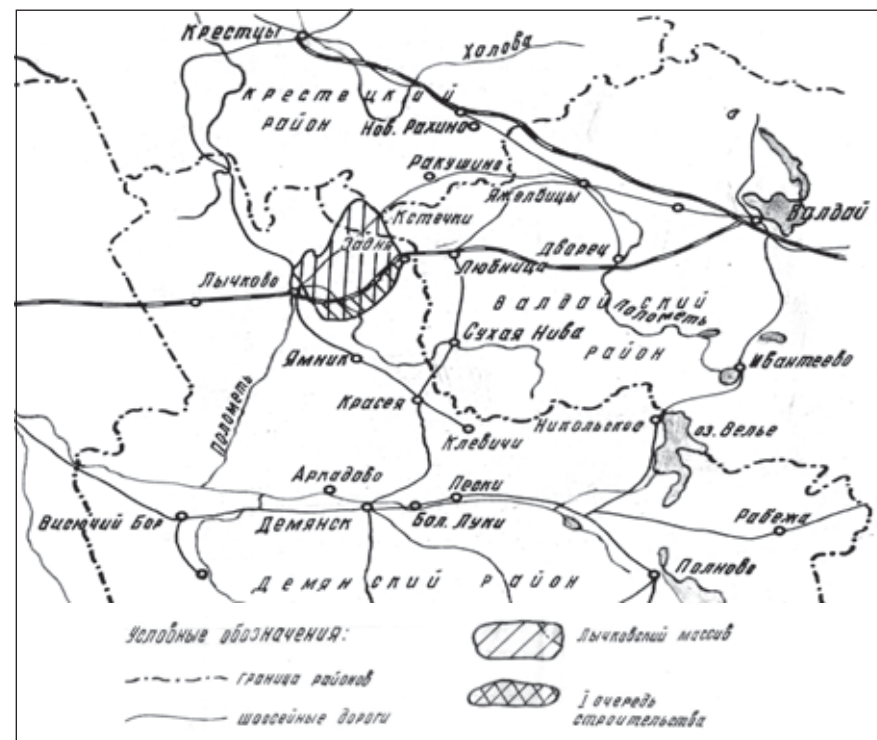 Крестцы
Холова
Крестецкий
район
Нов. Рахино
Ракушино
Яжелбицы
Валдай
Кстечки
Задня
Дворец
Любница
Лычково
Валдайский
Полометь
район
Сухая Нива
Ямник
Ивантеево
Красея
Полометь
Клевичи
Никольское
оз. Велье
Аркадово
Пески
Висючий Бор
Демянск
Бол. Луки
Рабежа
Демянский район
Полново
Условные обозначения:
Лычковский массив
граница районов
I очередь
строительства
шоссейные дороги